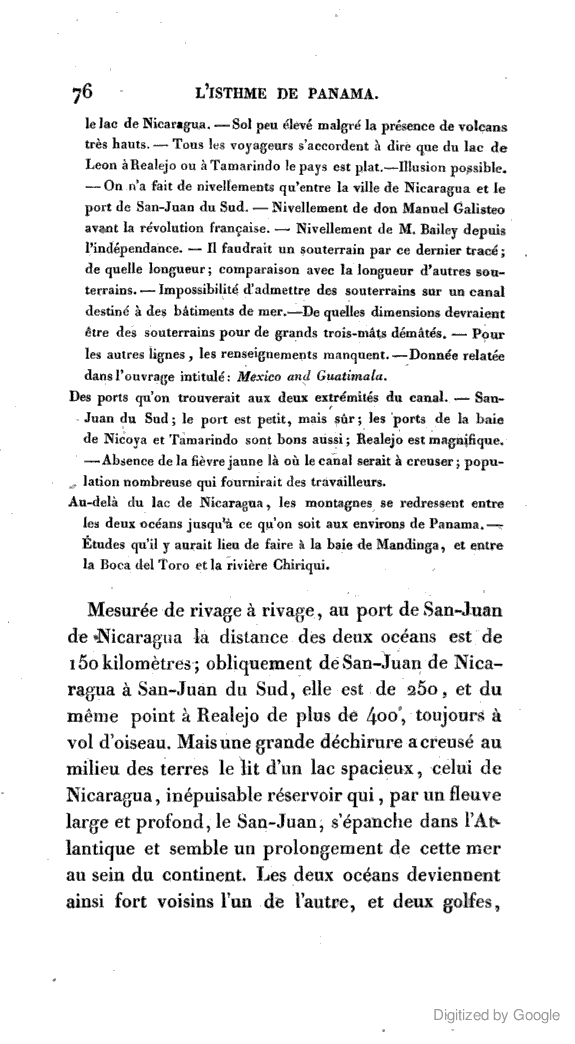 76 L'ISTHME DE PANAMA.
le lac de Nicaragua. — Sol peu élevé malgré la présence de volcans
très hauts. — Tous les voyageurs s'accordent à dire que du lac de
Leon à Realejo ou à Tamarindo le pays est plat.—Illusion possible.
— On n'a fait de nivellements qu'entre la ville de Nicaragua et le
port de San-Juan du Sud. — Nivellement de don Manuel Galisteo
avant la révolution française. — Nivellement de M. Bailey depuis
l'indépendance. — Il faudrait un souterrain par ce dernier tracé;
de quelle longueur; comparaison avec la longueur d'autres sou-
terrains. — Impossibilité d'admettre des souterrains sur un canal
destiné à des bâtiments de mer.—De quelles dimensions devraient
être des souterrains pour de grands trois-mâts démâtés. — Pour
les autres lignes, les renseignements manquent. — Donnée relatée
dans l'ouvrage intitulé: Mexico and Guatimala.
Des ports qu'on trouverait aux deux extrémités du canal. — San-
Juan du Sud; le port est petit, mais sûr; les ports de la baie
de Nicoya et Tamarindo sont bons aussi; Realejo est magnifique.
— Absence de la fièvre jaune là où le canal serait à creuser; popu-
lation nombreuse qui fournirait des travailleurs.
Au-delà du lac de Nicaragua, les montagnes se redressent entre
les deux océans jusqu'à ce qu'on soit aux environs de Panama. —
Études qu'il y aurait lieu de faire à la baie de Mandinga, et entre
la Boca del Toro et la rivière Chiriqui.
Mesurée de rivage à rivage, au port de San-Juan
de Nicaragua la distance des deux océans est de
150 kilomètres; obliquement de San-Juan de Nica-
ragua à San-Juan du Sud, elle est de 250, et du
même point à Realejo de plus de 400, toujours à
vol d'oiseau. Mais une grande déchirure a creusé au
milieu des terres le lit d'un lac spacieux, celui de
Nicaragua, inépuisable réservoir qui, par un fleuve
large et profond, le San-Juan, s'épanche dans l'At-
lantique et semble un prolongement de cette mer
au sein du continent. Les deux océans deviennent
ainsi fort voisins l'un de l'autre, et deux golfes,
Digitized by Google